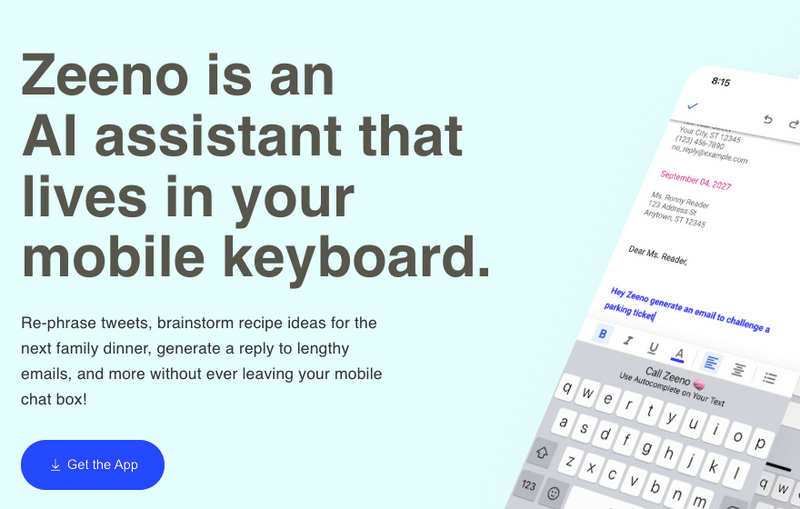 Zeeno is an
AI assistant that
lives in your
mobile keyboard.
Re-phrase tweets, brainstorm recipe ideas for the
next family dinner, generate a reply to lengthy
emails, and more without ever leaving your mobile
chat box!
Get the App
8:15
Your City, ST 12345
(123) 456-7890
no_reply@example.com
September 04, 2027
Ms. Ronny Reader
123 Address St
Anytown, ST 12345
Dear Ms. Reader,
Hey Zeeno generate an email to challenge a
parking ticket
B I U A
Call Zeeno
Use Autocomplete on Your Text
q w e r t y u i o p
a s d f g h j k l
z x c v b n m
123
q w